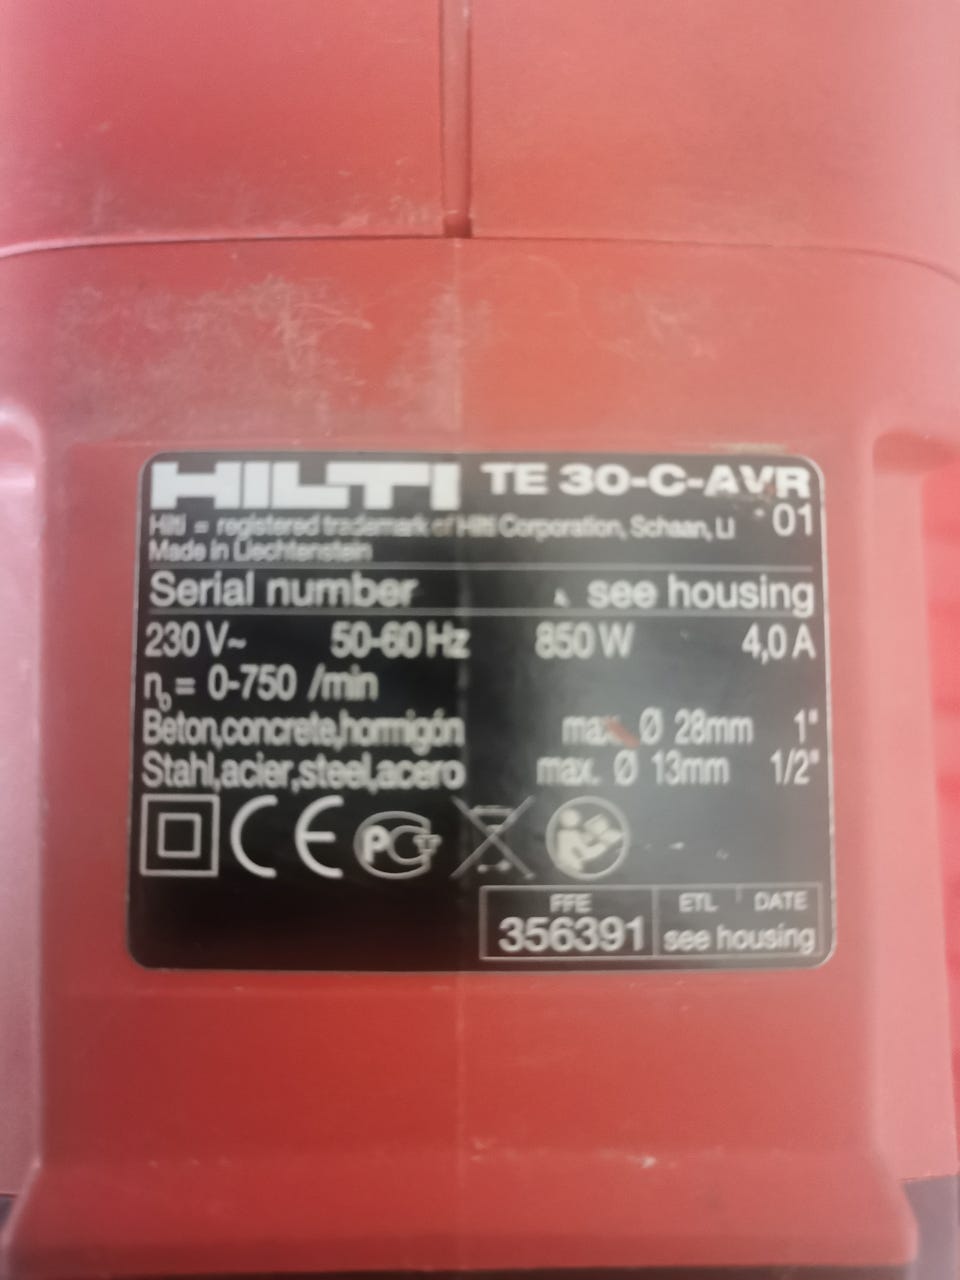 HILTI TE 30-C-AVR
Hilti = registered trademark of Hilti Corporation, Schaan, LI 01
Made in Liechtenstein
Serial number see housing
230 V~ 50-60 Hz 850 W 4,0 A
n₀ = 0-750 /min
Beton,concrete,hormigón max. Ø 28mm 1"
Stahl,acier,steel,acero max. Ø 13mm 1/2"
CE PCT
FFE ETL DATE
356391 see housing